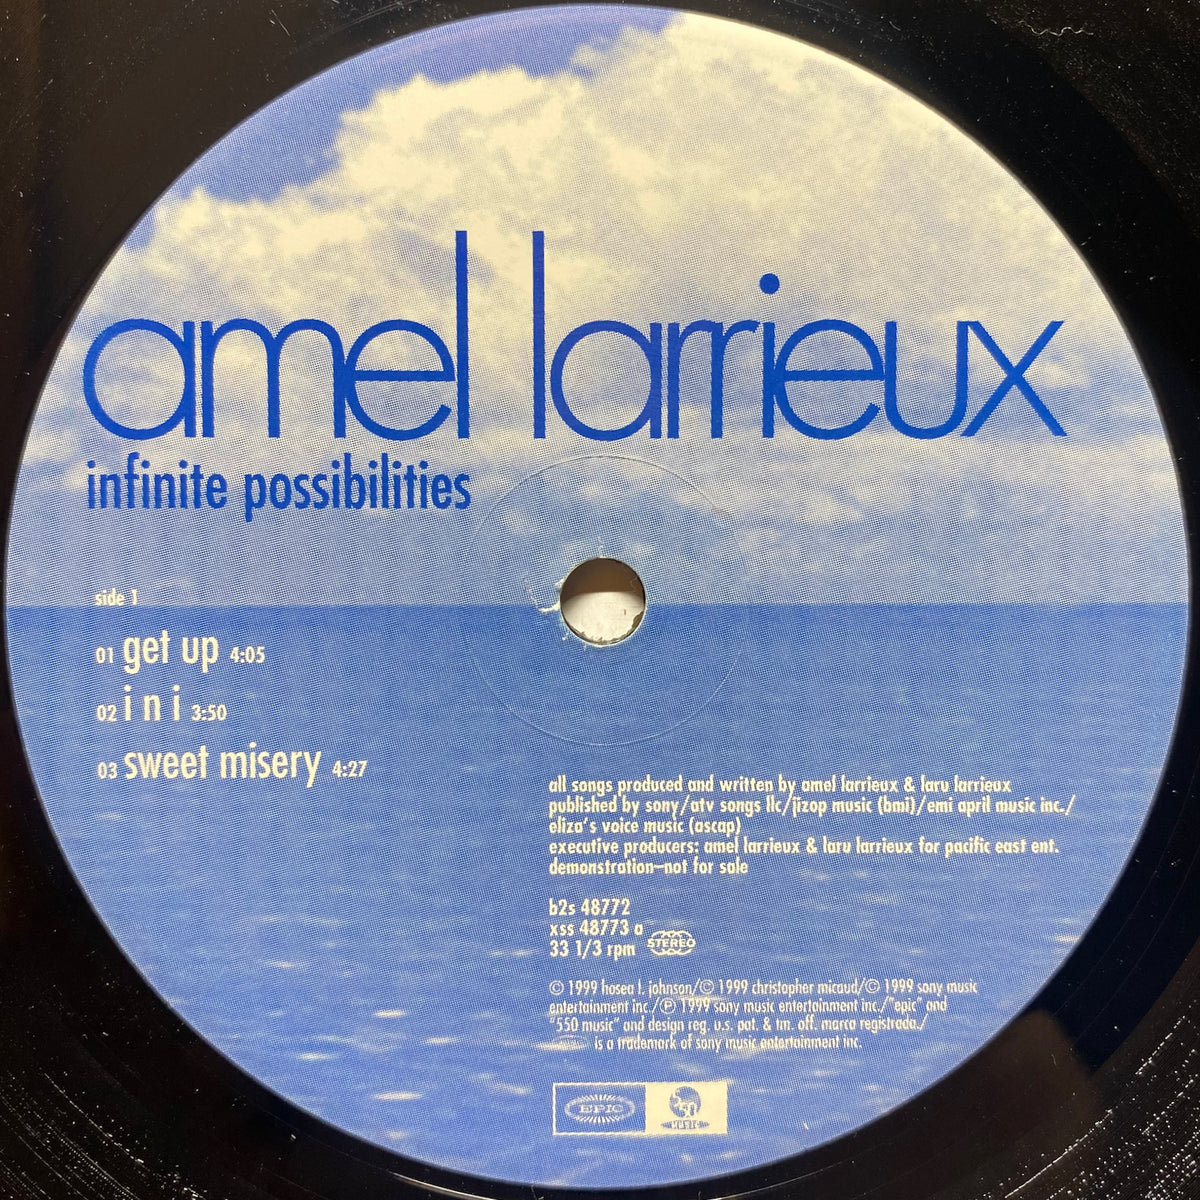 amel larrieux
infinite possibilities
side 1
01 get up 4:05
02 i n i 3:50
03 sweet misery 4:27
all songs produced and written by amel larrieux & laru larrieux
published by sony/atv songs llc/jizop music (bmi)/emi april music inc./
eliza's voice music (ascap)
executive producers: amel larrieux & laru larrieux for pacific east ent.
demonstration—not for sale
b2s 48772
xss 48773 a
33 1/3 rpm STEREO
© 1999 hosea l. johnson/© 1999 christopher micaud/© 1999 sony music
entertainment inc./℗ 1999 sony music entertainment inc./"epic" and
"550 music" and design reg. u.s. pat. & tm. off. marca registrada./
is a trademark of sony music entertainment inc.
EPIC 550 MUSIC